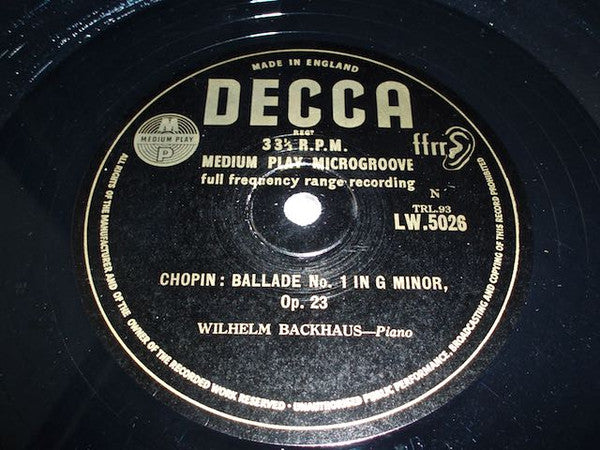 MADE IN ENGLAND
DECCA
REGD
33⅓ R.P.M.
MEDIUM PLAY MICROGROOVE
full frequency range recording
M
MEDIUM PLAY
P
ffrr
N
TRL.93
LW.5026
CHOPIN: BALLADE No. 1 IN G MINOR,
Op. 23
WILHELM BACKHAUS—Piano
ALL RIGHTS OF THE MANUFACTURER AND OF THE OWNER OF THE RECORDED WORK RESERVED · UNAUTHORISED PUBLIC PERFORMANCE, BROADCASTING AND COPYING OF THIS RECORD PROHIBITED